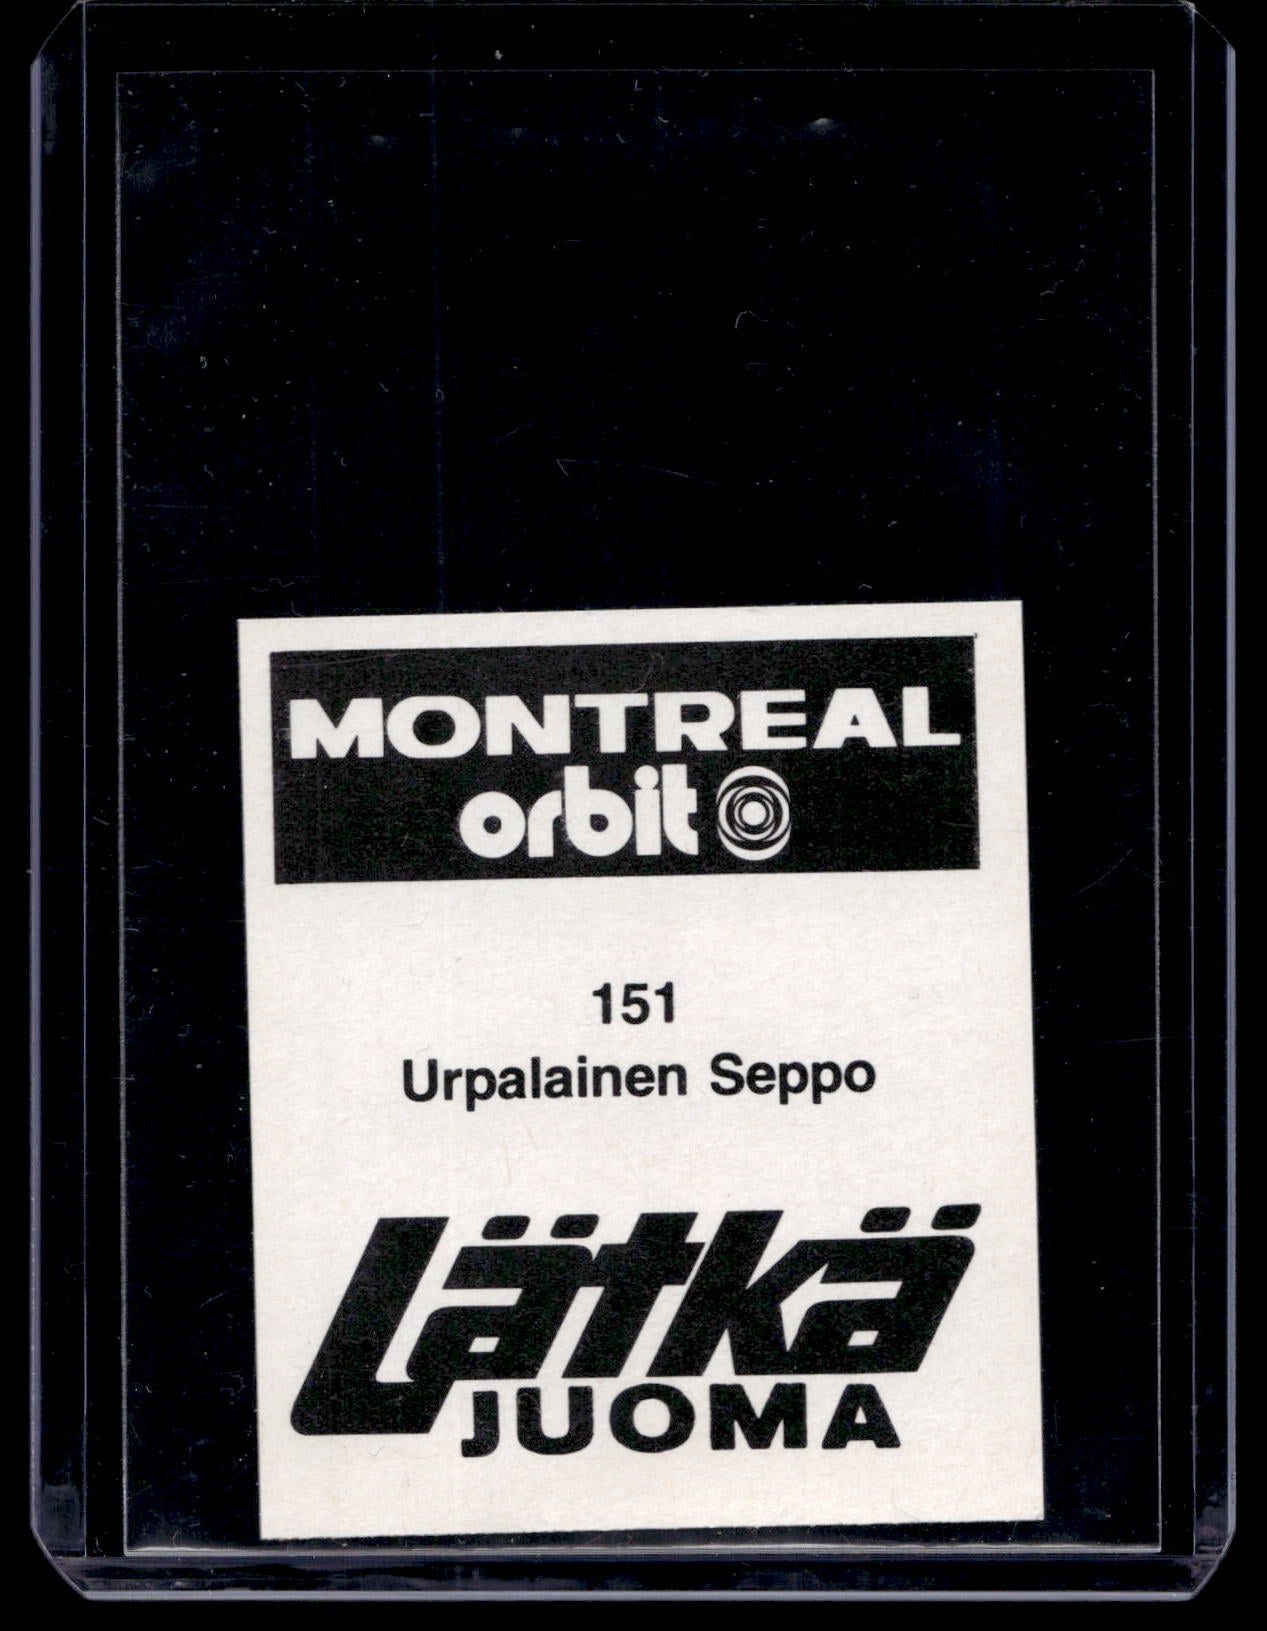 MONTREAL
orbit
151
Urpalainen Seppo
Lätkä
JUOMA